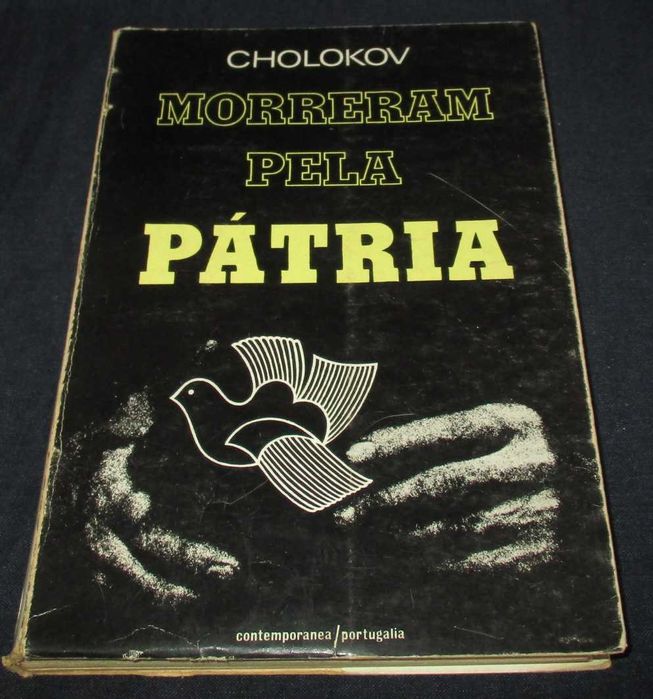 CHOLOKOV
MORRERAM
PELA
PÁTRIA
contemporanea/portugalia